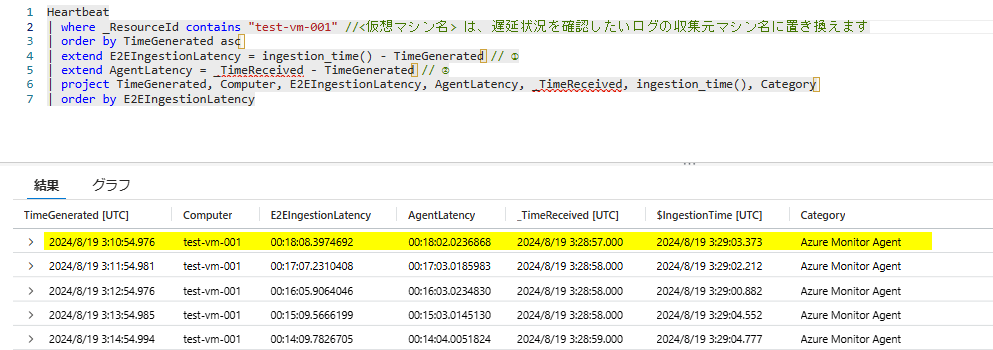 1 Heartbeat
2 | where _ResourceId contains "test-vm-001" //<仮想マシン名> は、遅延状況を確認したいログの収集元マシン名に置き換えます
3 | order by TimeGenerated asc
4 | extend E2EIngestionLatency = ingestion_time() - TimeGenerated // ①
5 | extend AgentLatency = _TimeReceived - TimeGenerated // ②
6 | project TimeGenerated, Computer, E2EIngestionLatency, AgentLatency, _TimeReceived, ingestion_time(), Category
7 | order by E2EIngestionLatency
...
結果 グラフ
TimeGenerated [UTC] Computer E2EIngestionLatency AgentLatency _TimeReceived [UTC] $IngestionTime [UTC] Category
> 2024/8/19 3:10:54.976 test-vm-001 00:18:08.3974692 00:18:02.0236868 2024/8/19 3:28:57.000 2024/8/19 3:29:03.373 Azure Monitor Agent
> 2024/8/19 3:11:54.981 test-vm-001 00:17:07.2310408 00:17:03.0185983 2024/8/19 3:28:58.000 2024/8/19 3:29:02.212 Azure Monitor Agent
> 2024/8/19 3:12:54.976 test-vm-001 00:16:05.9064046 00:16:03.0234830 2024/8/19 3:28:58.000 2024/8/19 3:29:00.882 Azure Monitor Agent
> 2024/8/19 3:13:54.985 test-vm-001 00:15:09.5666199 00:15:03.0145130 2024/8/19 3:28:58.000 2024/8/19 3:29:04.552 Azure Monitor Agent
> 2024/8/19 3:14:54.994 test-vm-001 00:14:09.7826705 00:14:04.0051824 2024/8/19 3:28:59.000 2024/8/19 3:29:04.777 Azure Monitor Agent